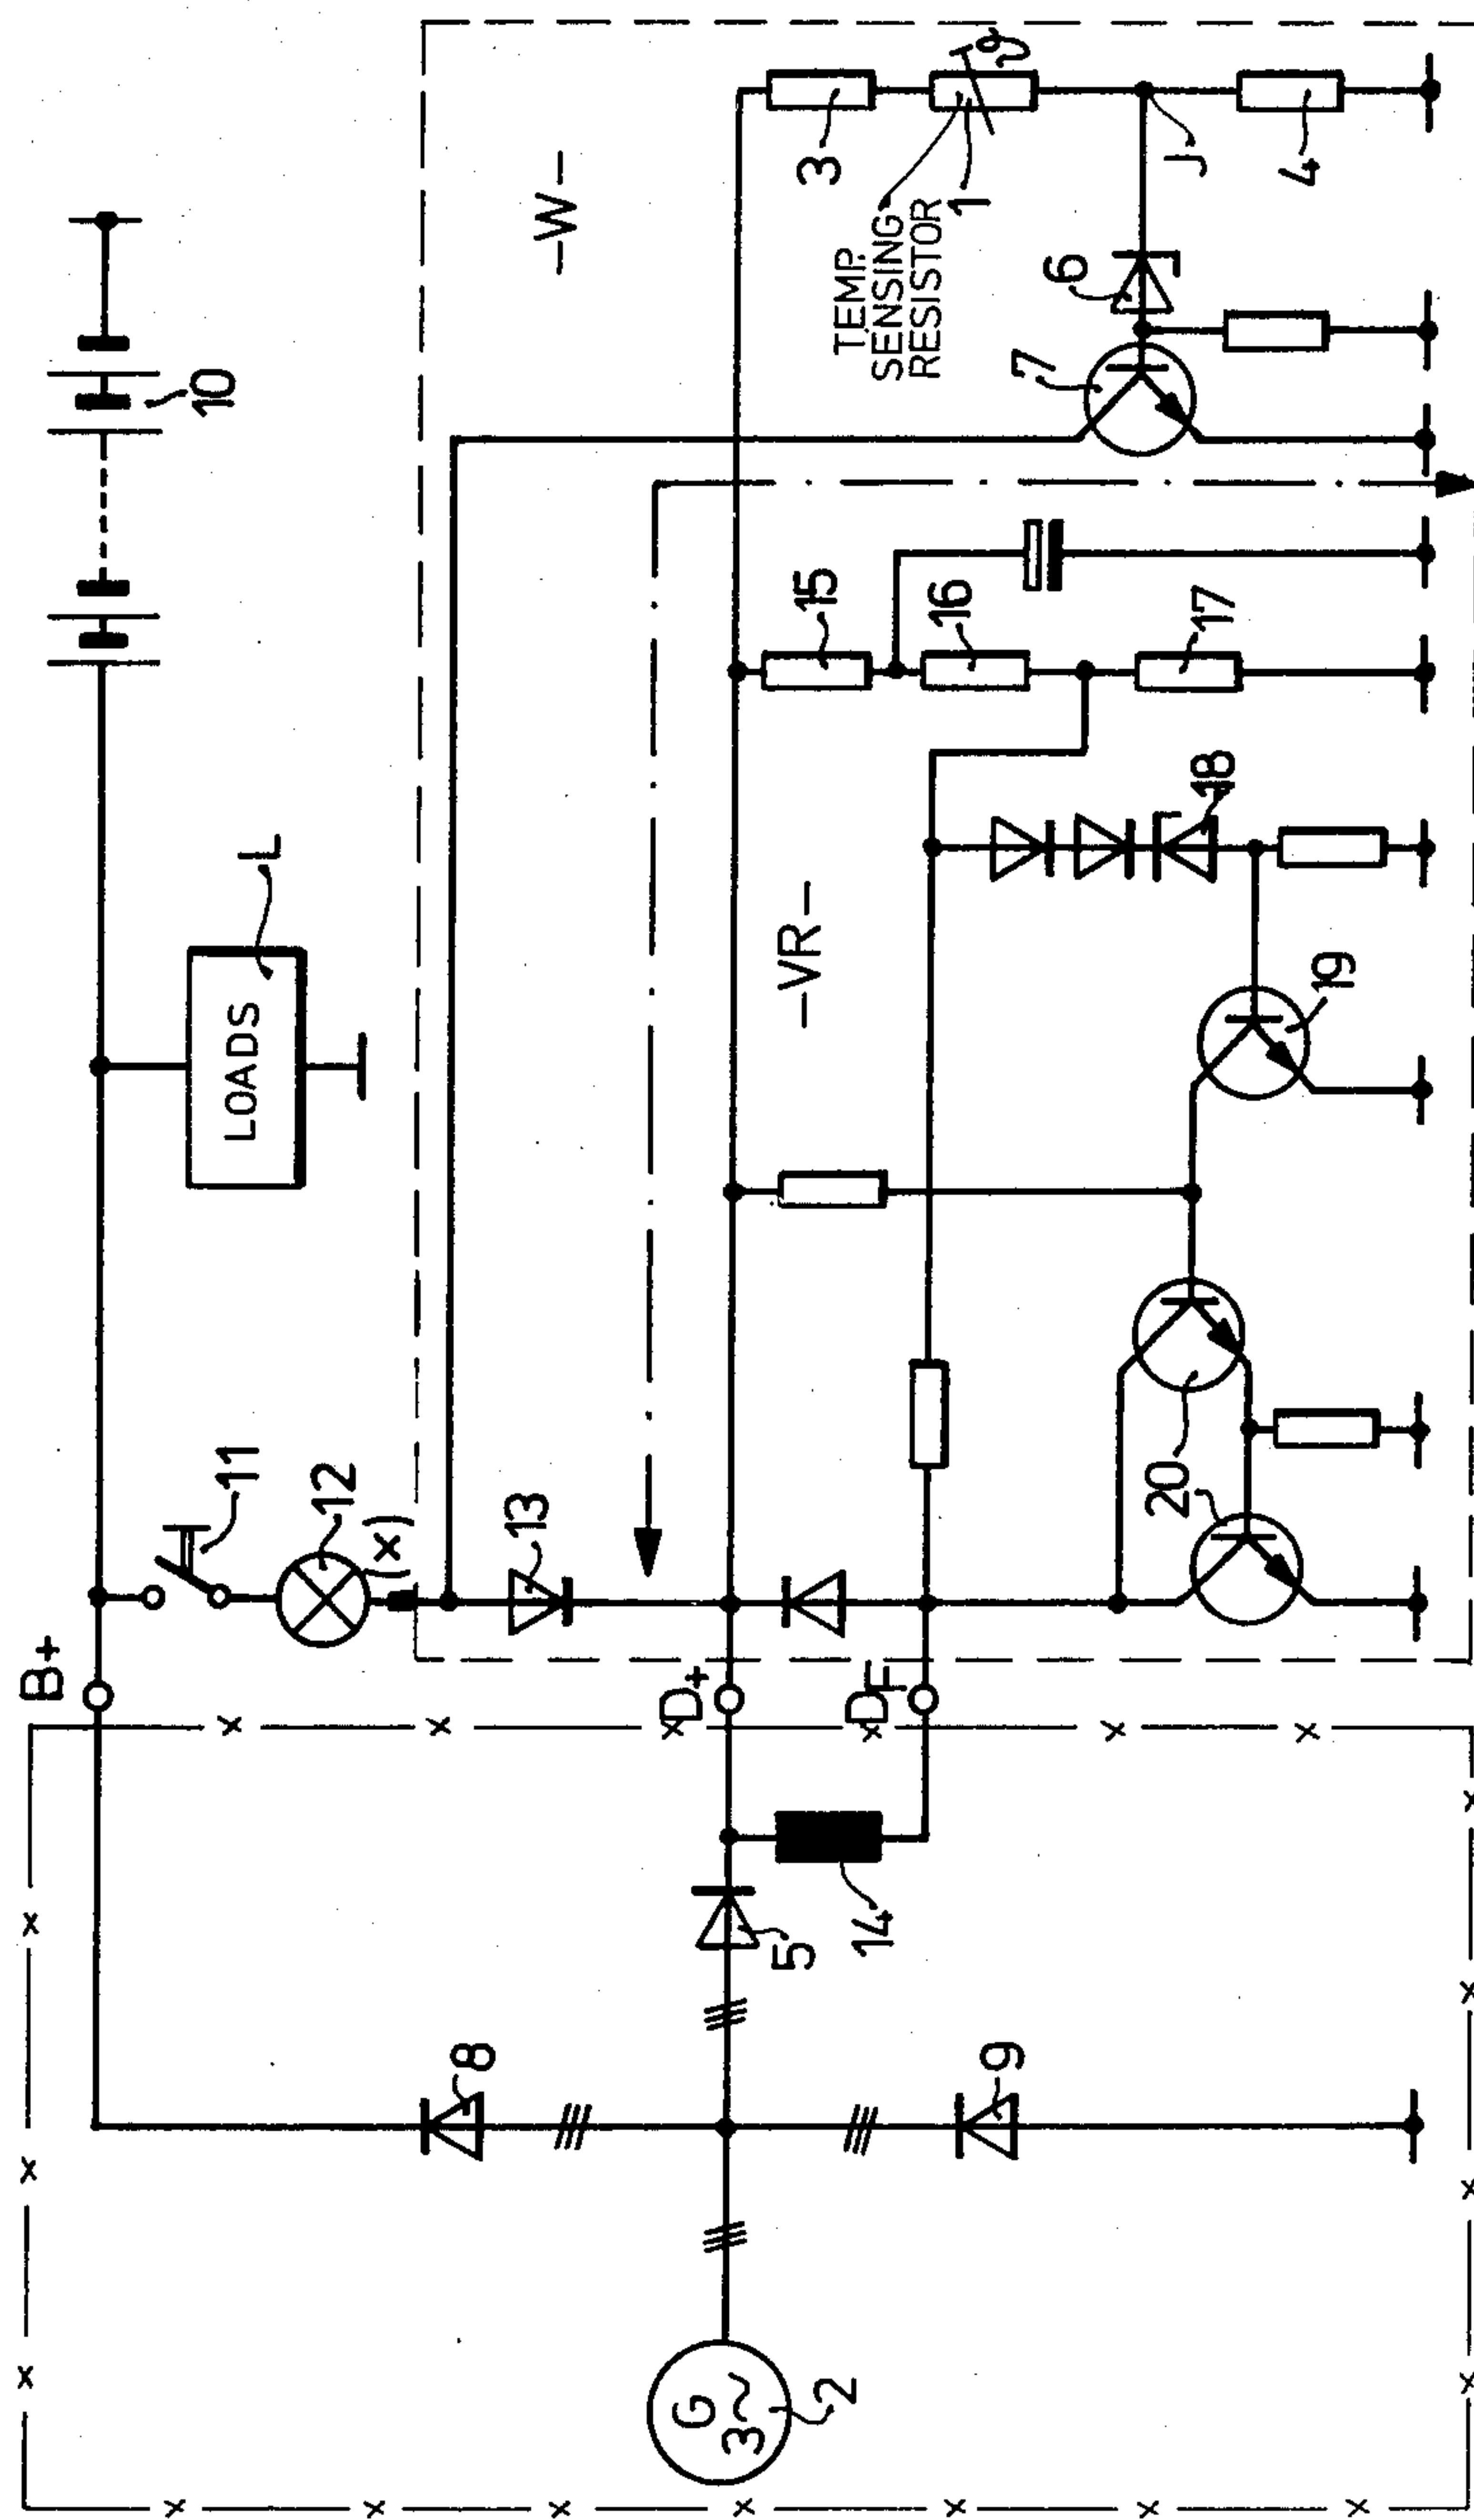 B+
11
12
(x)
10
LOADS
L
-W-
13
D+
DF
-VR-
15
16
17
18
19
20
3
TEMP.
SENSING
RESISTOR
1
ϑ
6
7
J
4
G
3~
2
8
9
5
14